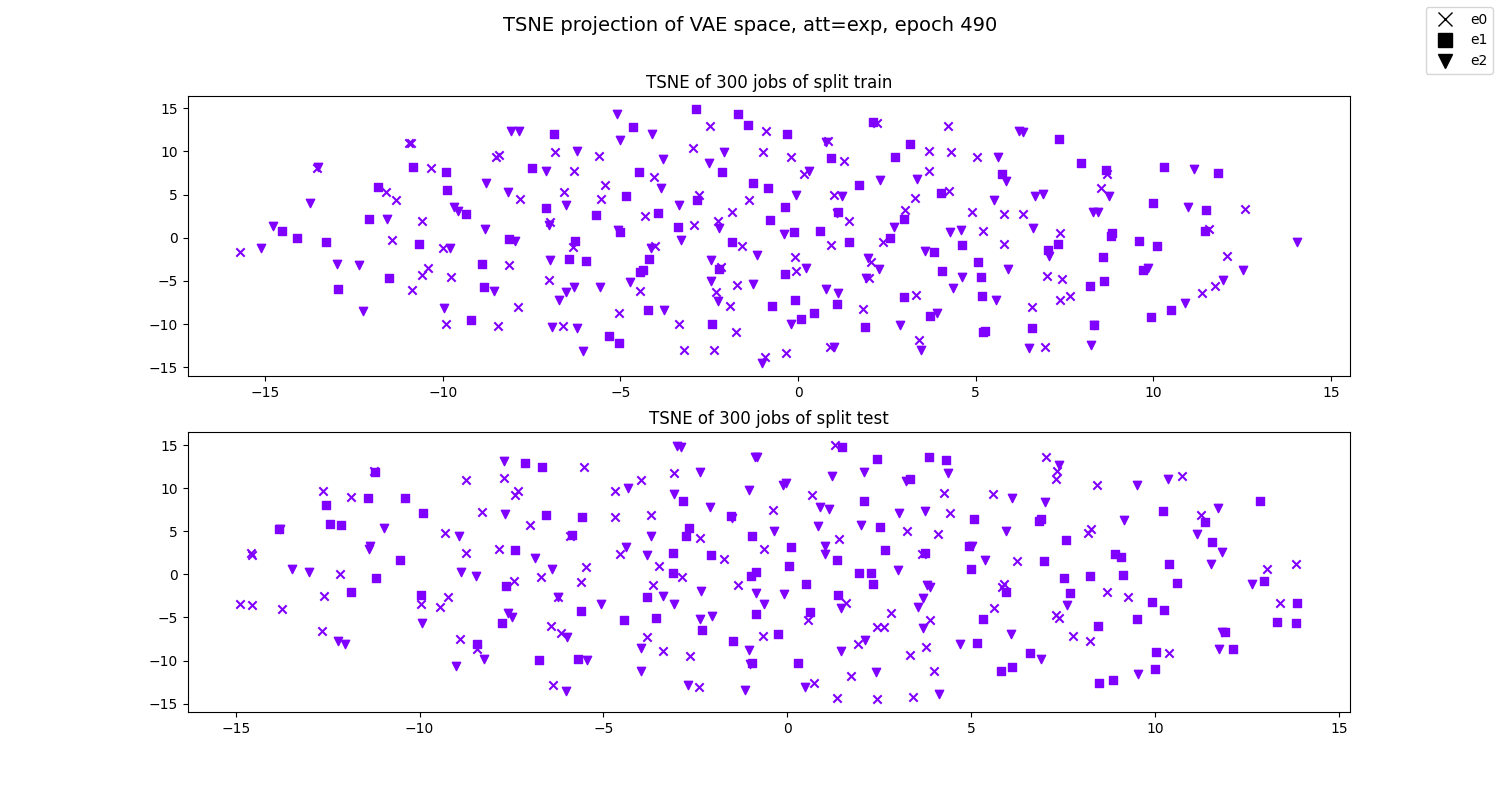 TSNE projection of VAE space, att=exp, epoch 490
e0
e1
e2
TSNE of 300 jobs of split train
15
10
5
0
−5
−10
−15
−15 −10 −5 0 5 10 15
TSNE of 300 jobs of split test
15
10
5
0
−5
−10
−15
−15 −10 −5 0 5 10 15